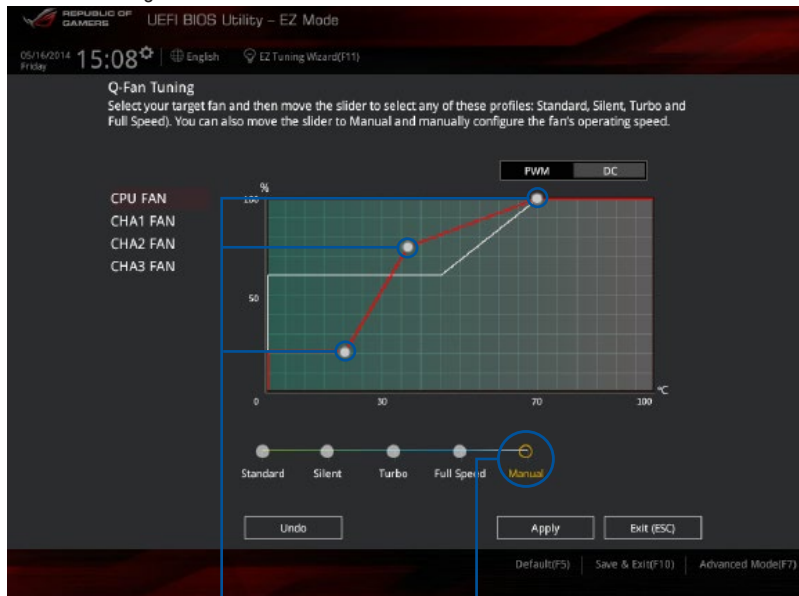 REPUBLIC OF
GAMERS
UEFI BIOS Utility – EZ Mode
05/16/2014
Friday
15:08
English
EZ Tuning Wizard(F11)
Q-Fan Tuning
Select your target fan and then move the slider to select any of these profiles: Standard, Silent, Turbo and
Full Speed). You can also move the slider to Manual and manually configure the fan's operating speed.
PWM DC
CPU FAN
CHA1 FAN
CHA2 FAN
CHA3 FAN
%
100
50
0 30 70 100
°C
Standard Silent Turbo Full Speed Manual
Undo Apply Exit (ESC)
Default(F5) Save & Exit(F10) Advanced Mode(F7)